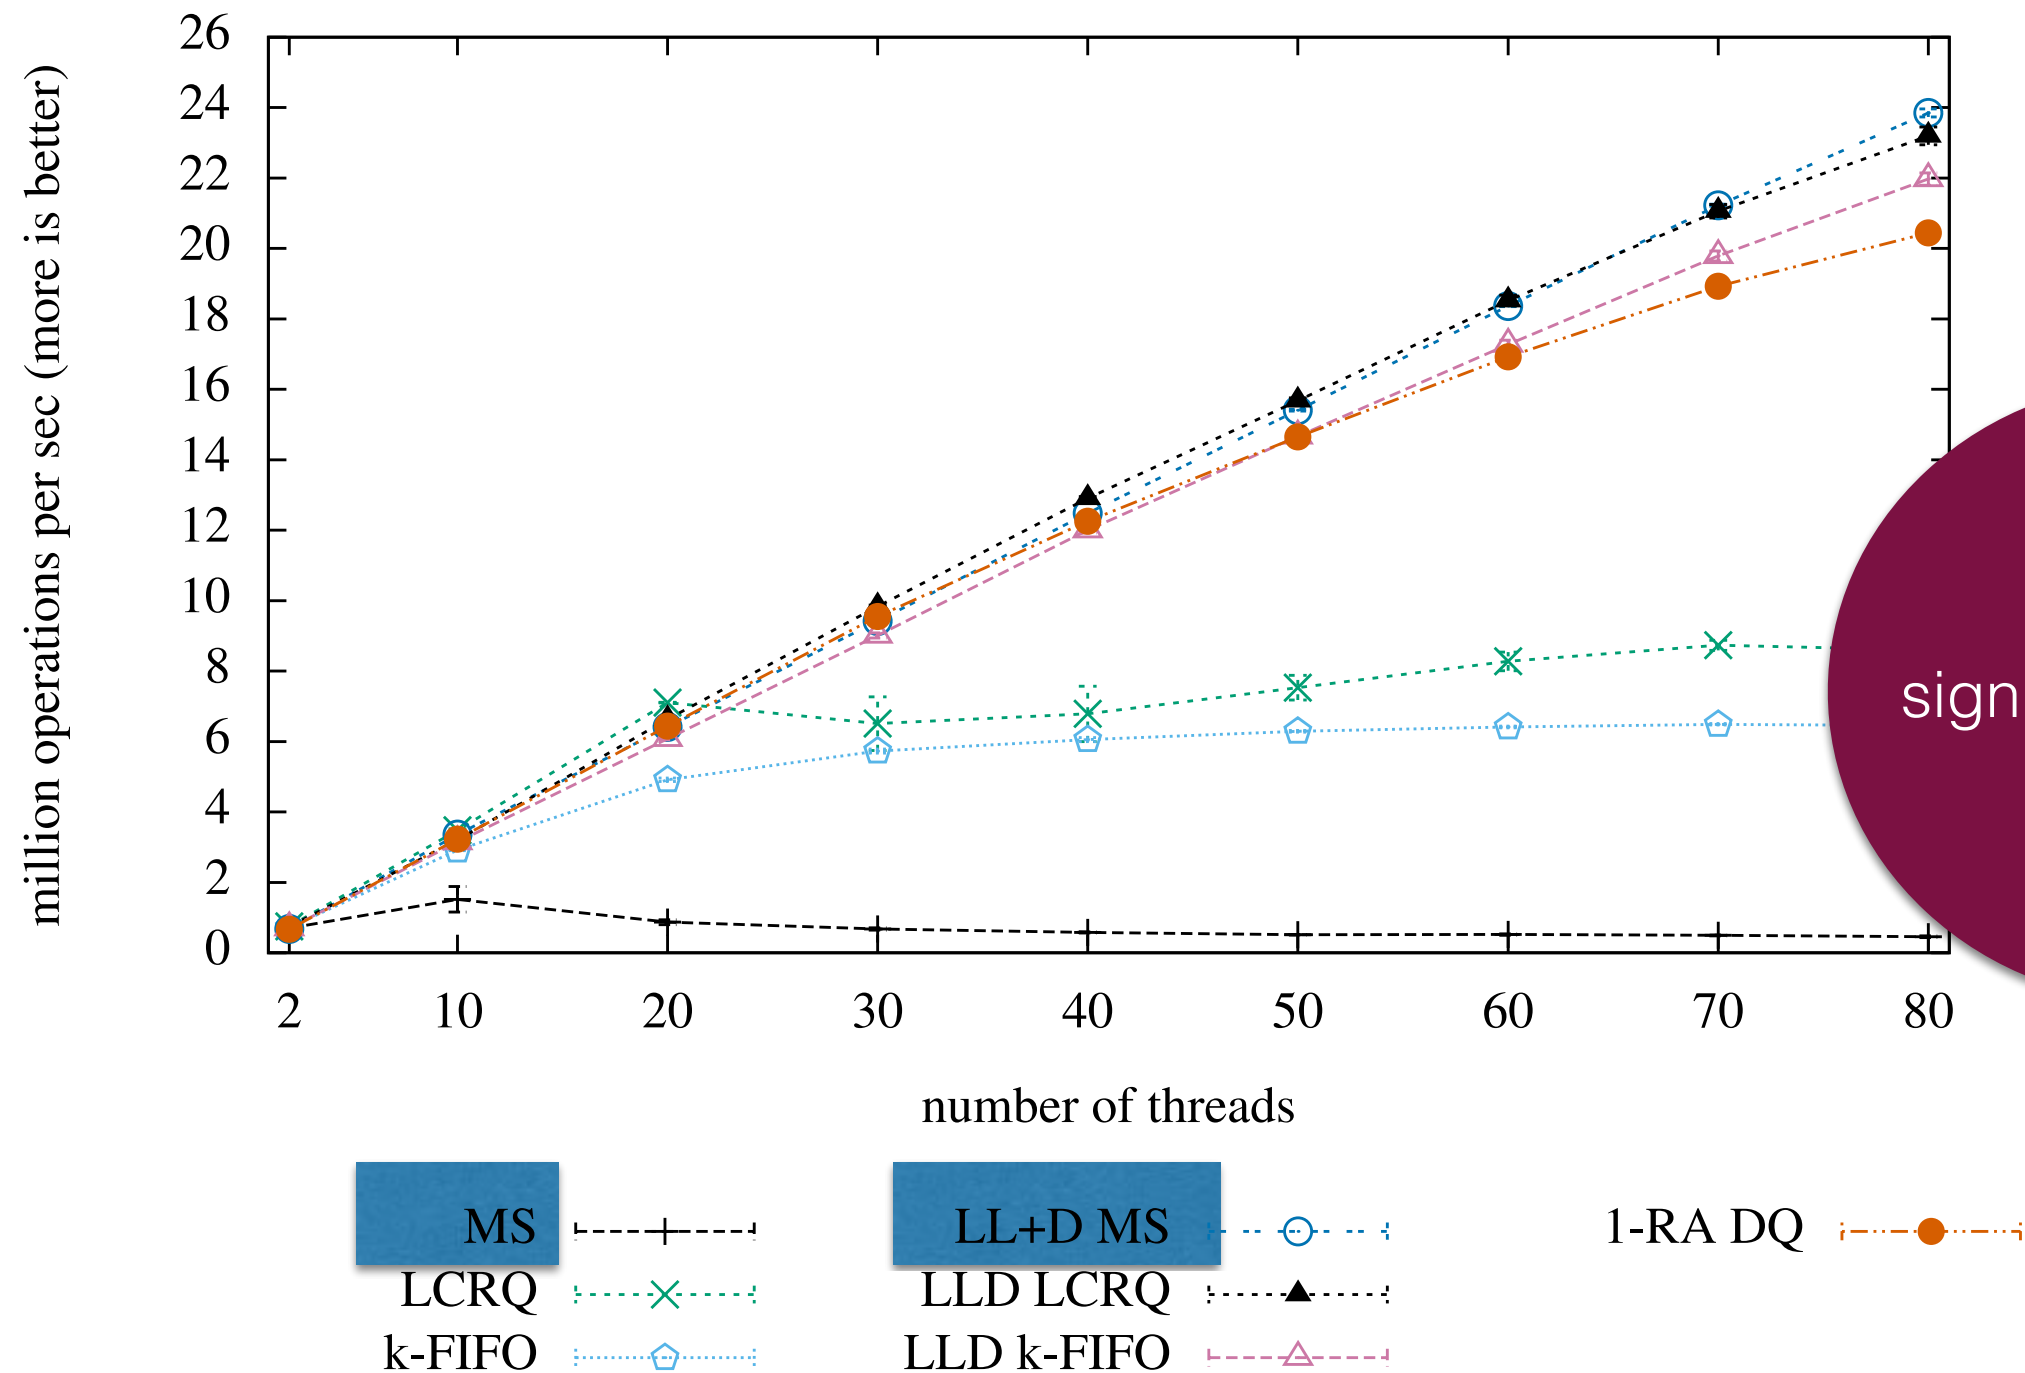 million operations per sec (more is better)
26
24
22
20
18
16
14
12
10
8
6
4
2
0
sign
2 10 20 30 40 50 60 70 80
number of threads
MS LL+D MS 1-RA DQ
LCRQ LLD LCRQ
k-FIFO LLD k-FIFO